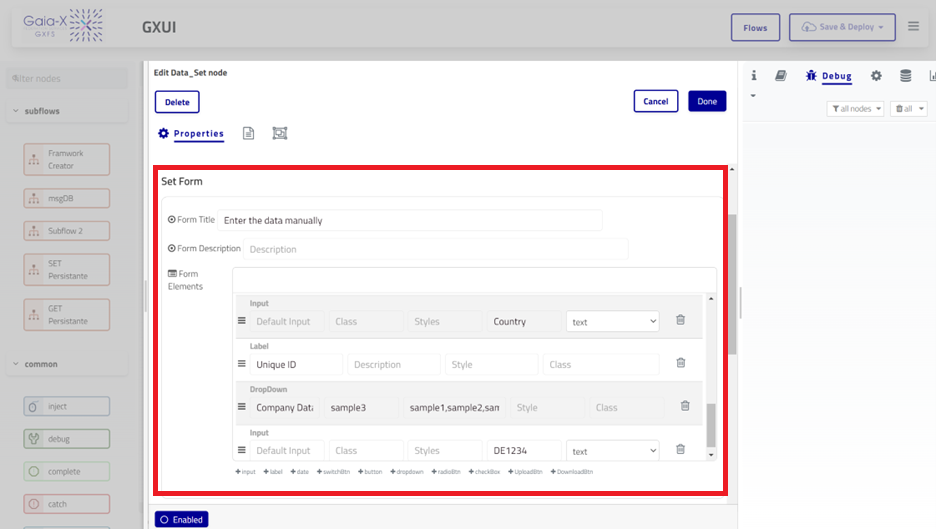 Gaia-X
GXFS
GXUI
Flows
Save & Deploy
filter nodes
subflows
Framwork
Creator
msgDB
Subflow 2
SET
Persistante
GET
Persistante
common
inject
debug
complete
catch
Edit Data_Set node
Delete
Cancel
Done
Properties
Set Form
Form Title
Enter the data manually
Form Description
Description
Form
Elements
Input
Default Input
Class
Styles
Country
text
Label
Unique ID
Description
Style
Class
DropDown
Company Data
sample3
sample1,sample2,sam
Style
Class
Input
Default Input
Class
Styles
DE1234
text
+input +label +date +switchBtn +button +dropdown +radioBtn +checkBox +UploadBtn +DownloadBtn
Enabled
i
Debug
all nodes
all